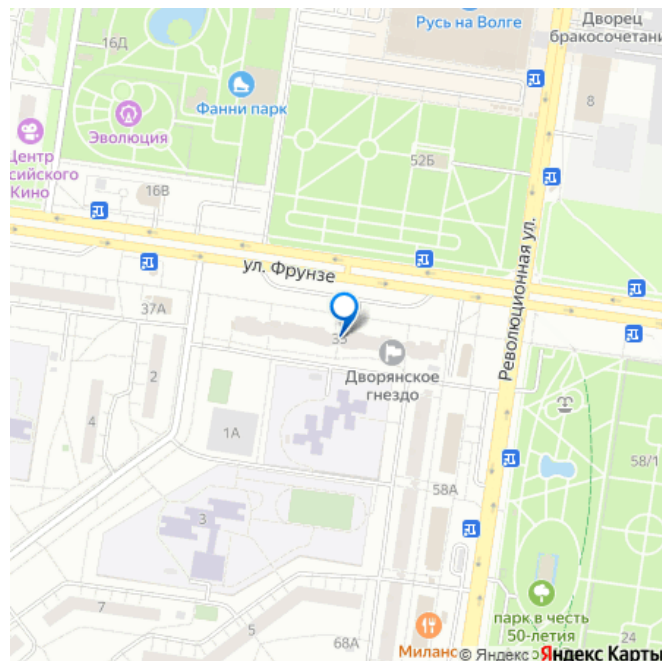 Русь на Волге
Дворец
бракосочетани
16Д
Фанни парк
8
Эволюция
Центр
сийского
Кино
52Б
16В
ул. Фрунзе
Революционная ул.
37А
33
Дворянское
гнездо
2
4
1А
58/1
58А
3
7
5
68А
парк в честь
50-летия
24
Миланс
© Яндекс
Яндекс Карты